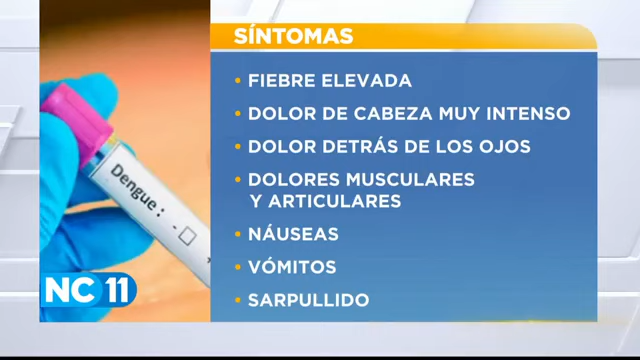 SÍNTOMAS
• FIEBRE ELEVADA
• DOLOR DE CABEZA MUY INTENSO
• DOLOR DETRÁS DE LOS OJOS
• DOLORES MUSCULARES
Y ARTICULARES
• NÁUSEAS
• VÓMITOS
• SARPULLIDO
Dengue :
NC 11